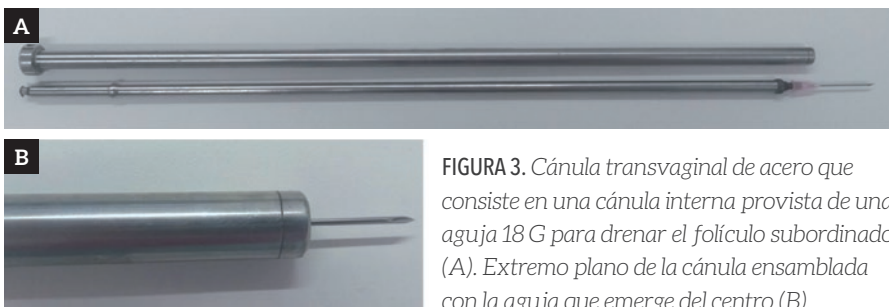 A
B
FIGURA 3. Cánula transvaginal de acero que
consiste en una cánula interna provista de una
aguja 18 G para drenar el folículo subordinado
(A). Extremo plano de la cánula ensamblada
con la aguja que emerge del centro (B)